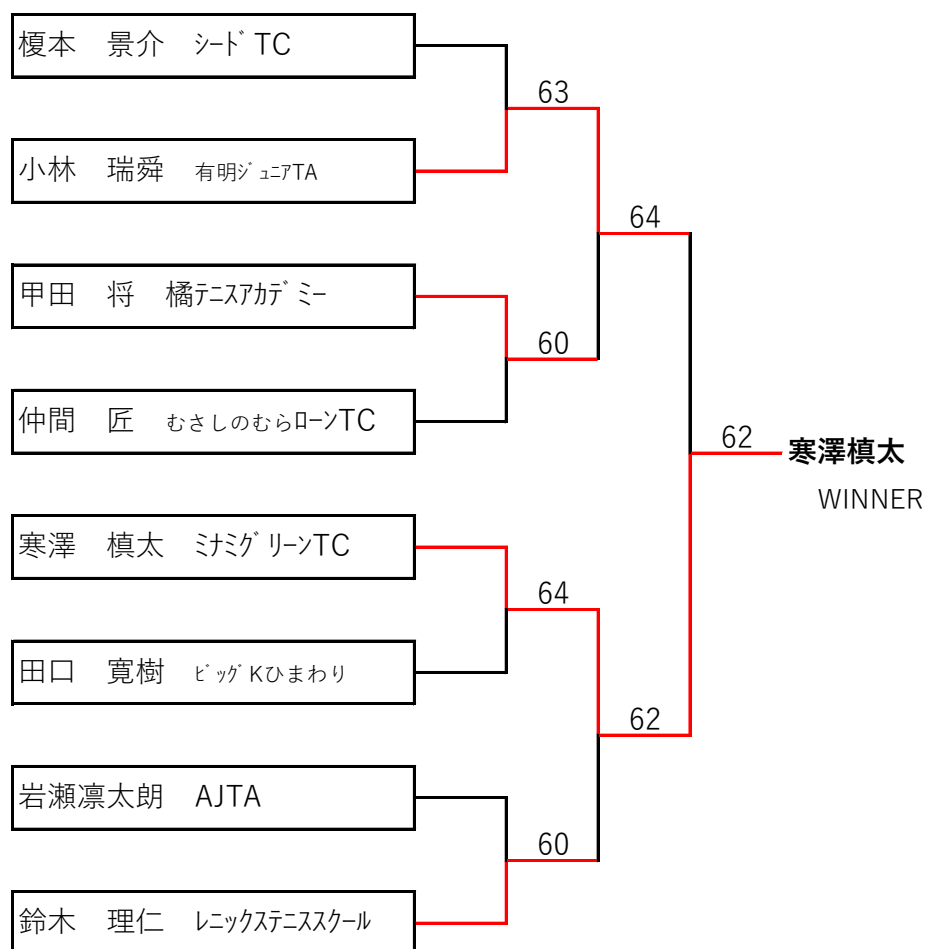 榎本　景介　ｼｰﾄﾞTC
63
小林　瑞舜　有明ｼﾞｭﾆｱTA
64
甲田　将　橘ﾃﾆｽｱｶﾃﾞﾐｰ
60
仲間　匠　むさしのむらﾛｰﾝTC
62
寒澤槙太
WINNER
寒澤　槙太　ﾐﾅﾐｸﾞﾘｰﾝTC
64
田口　寛樹　ﾋﾞｯｸﾞKひまわり
62
岩瀬凛太朗　AJTA
60
鈴木　理仁　ﾚﾆｯｸｽﾃﾆｽｽｸｰﾙ